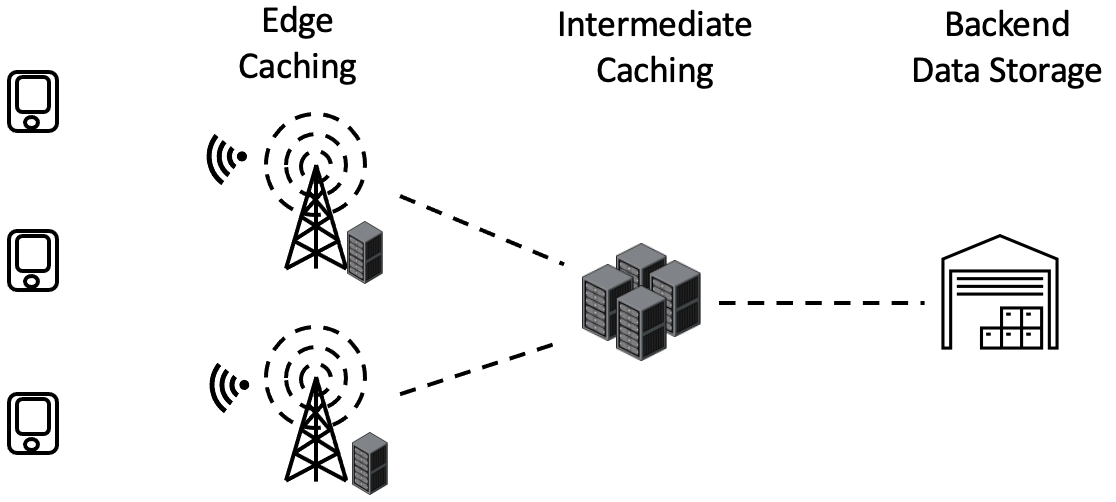 Edge
Caching
Intermediate
Caching
Backend
Data Storage